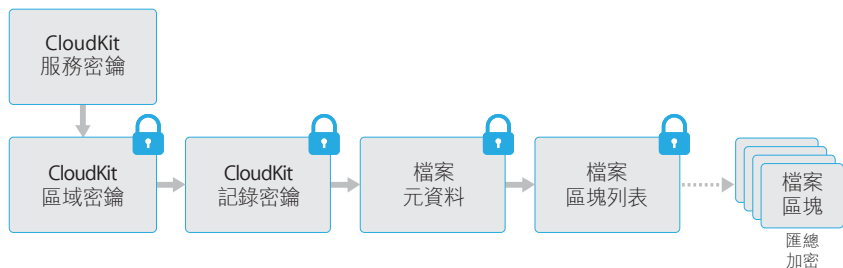 CloudKit
服務密鑰
CloudKit
區域密鑰
CloudKit
記錄密鑰
檔案
元資料
檔案
區塊列表
檔案
區塊
匯總
加密